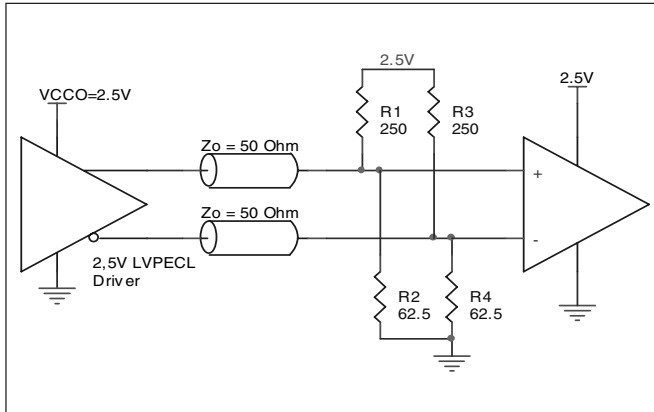 2.5V
2.5V
VCCO=2.5V
R1
250
R3
250
Zo = 50 Ohm
+
Zo = 50 Ohm
-
2,5V LVPECL
Driver
R2
62.5
R4
62.5